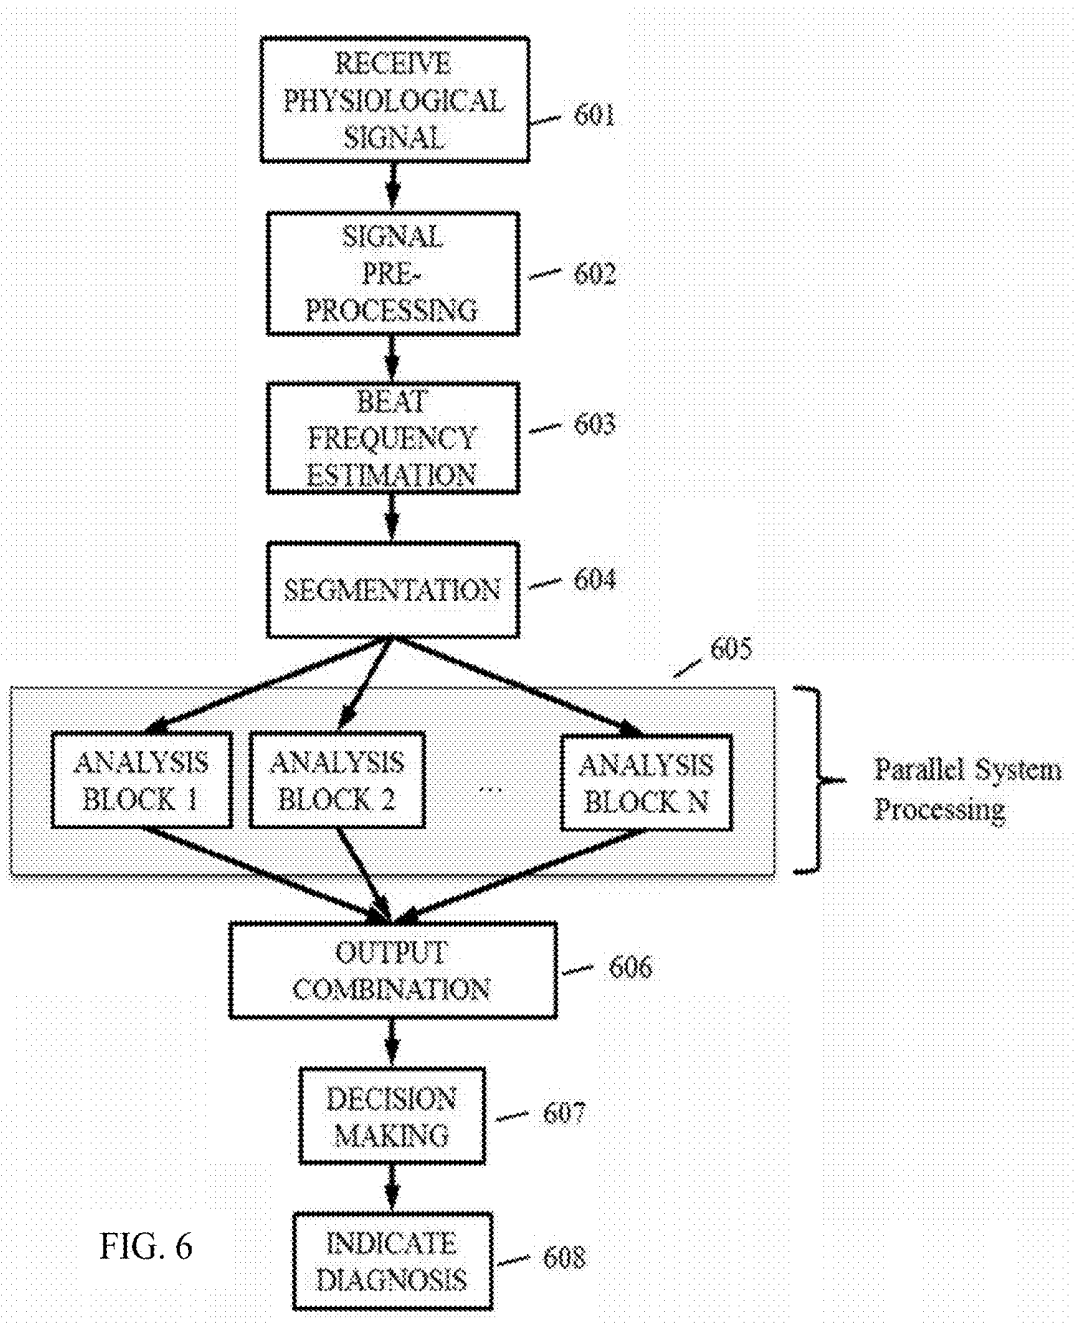 RECEIVE
PHYSIOLOGICAL
SIGNAL
601
SIGNAL
PRE-
PROCESSING
602
BEAT
FREQUENCY
ESTIMATION
603
SEGMENTATION
604
605
ANALYSIS
BLOCK 1
ANALYSIS
BLOCK 2
...
ANALYSIS
BLOCK N
Parallel System
Processing
OUTPUT
COMBINATION
606
DECISION
MAKING
607
INDICATE
DIAGNOSIS
608
FIG. 6